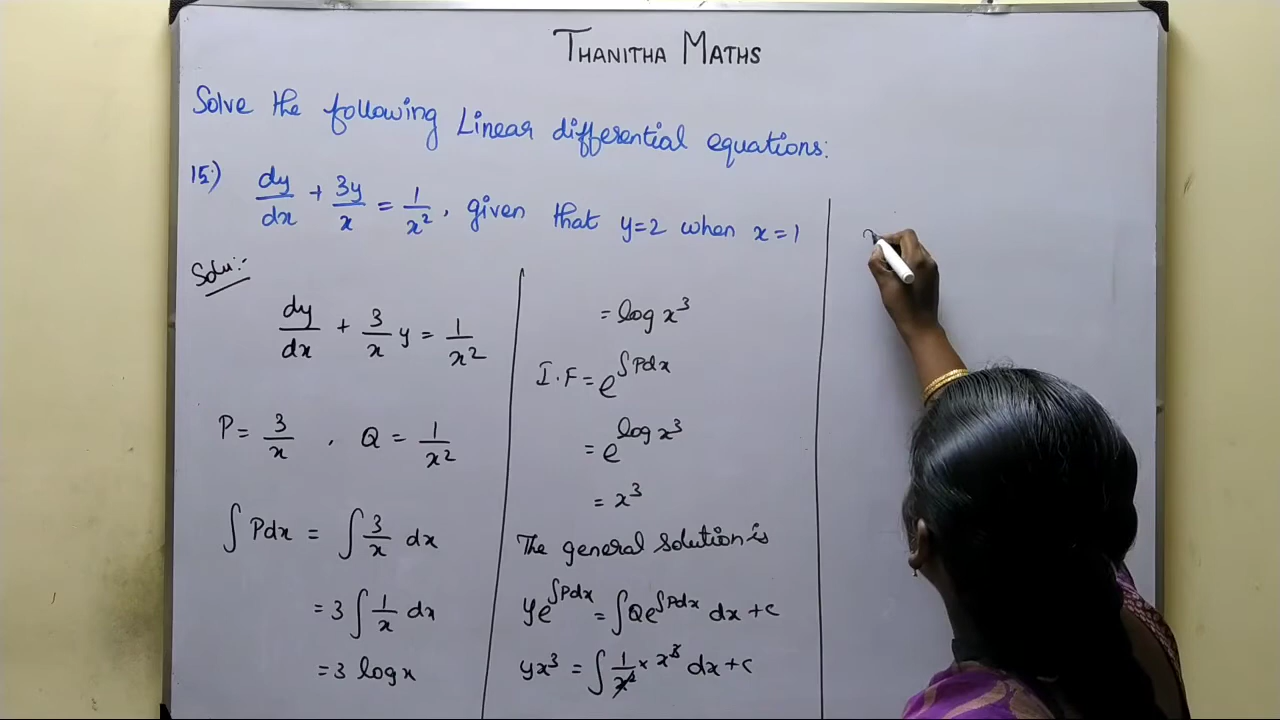 THANITHA MATHS
Solve the following Linear differential equations:
15) dy/dx + 3y/x = 1/x², given that y=2 when x=1
Solu:-
dy/dx + 3/x y = 1/x²
P = 3/x , Q = 1/x²
∫Pdx = ∫ 3/x dx
= 3 ∫ 1/x dx
= 3 log x
= log x³
I.F = e^∫Pdx
= e^log x³
= x³
The general solution is
ye^∫Pdx = ∫Qe^∫Pdx dx + c
yx³ = ∫ 1/x² × x³ dx + c